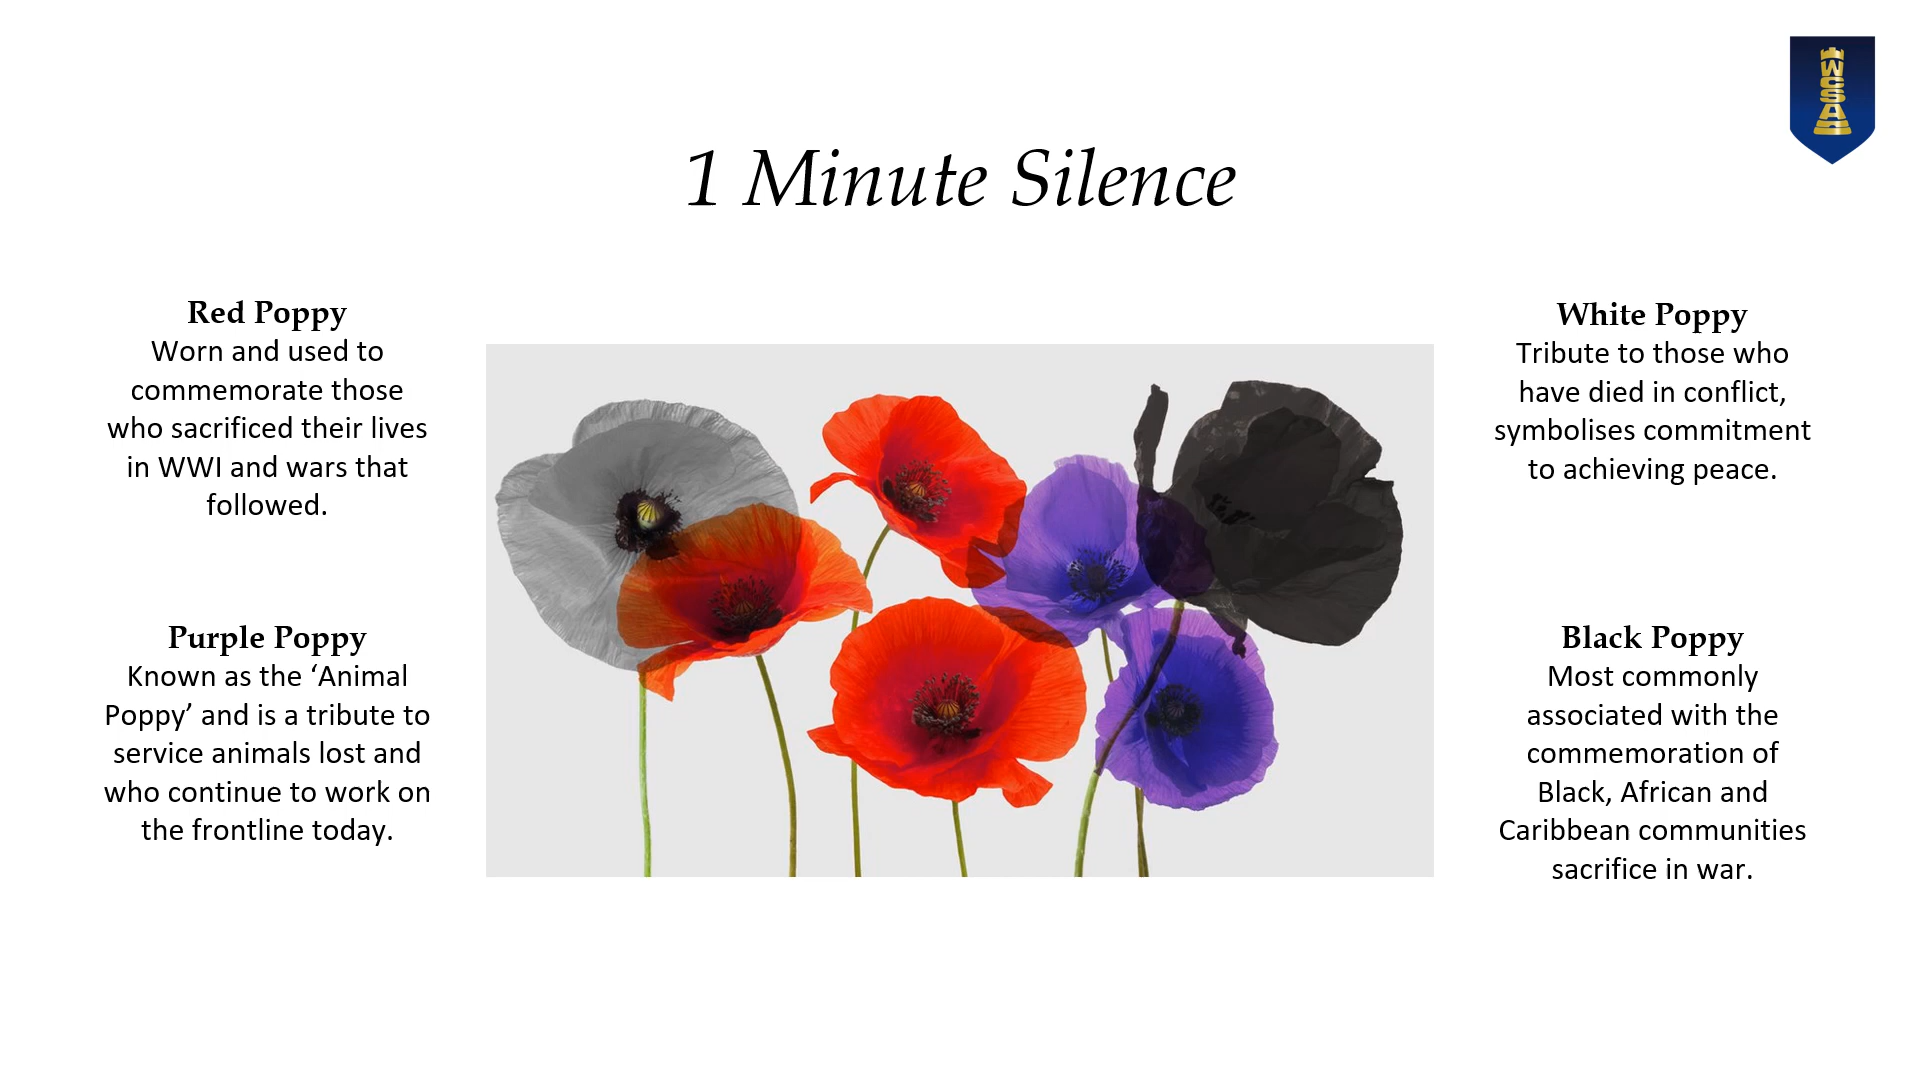 WCSA
1 Minute Silence
Red Poppy
Worn and used to
commemorate those
who sacrificed their lives
in WWI and wars that
followed.
Purple Poppy
Known as the ‘Animal
Poppy’ and is a tribute to
service animals lost and
who continue to work on
the frontline today.
White Poppy
Tribute to those who
have died in conflict,
symbolises commitment
to achieving peace.
Black Poppy
Most commonly
associated with the
commemoration of
Black, African and
Caribbean communities
sacrifice in war.